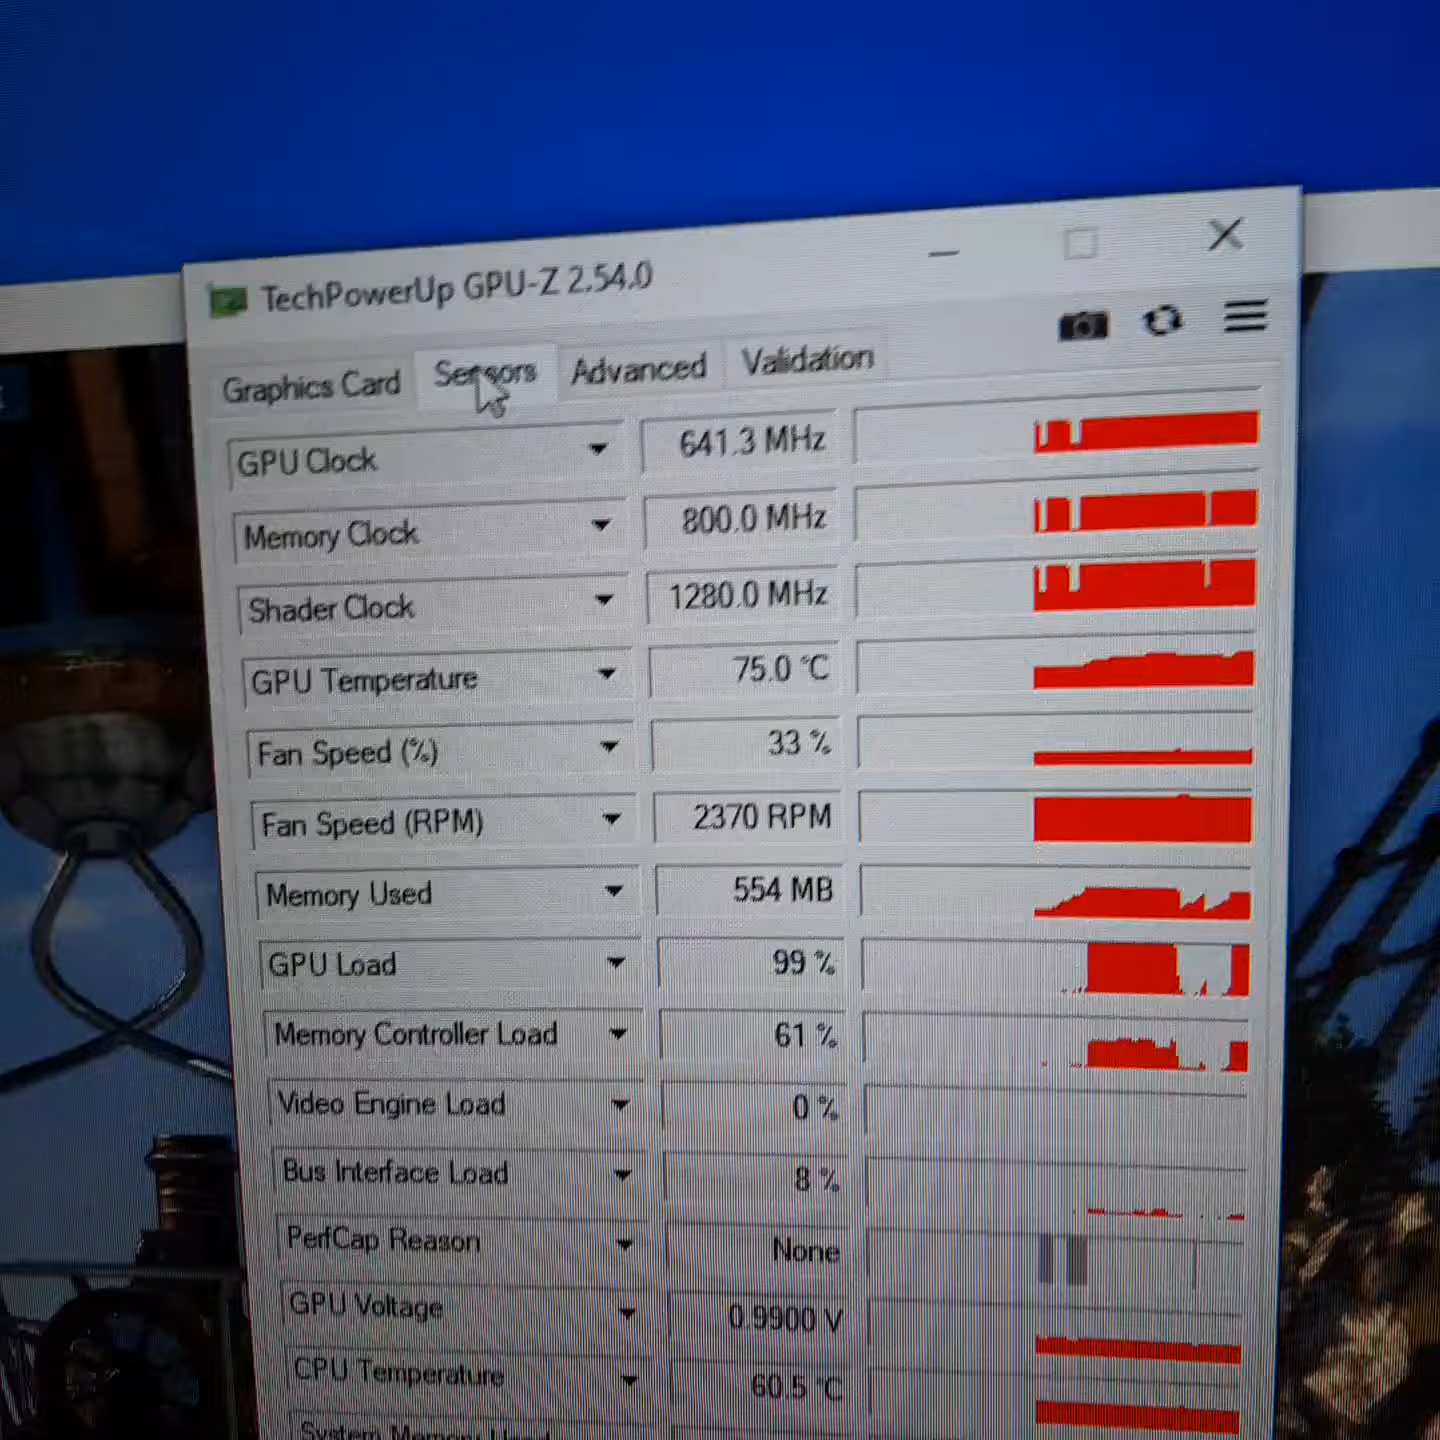 TechPowerUp GPU-Z 2.54.0
Graphics Card Sensors Advanced Validation
GPU Clock 641.3 MHz
Memory Clock 800.0 MHz
Shader Clock 1280.0 MHz
GPU Temperature 75.0 °C
Fan Speed (%) 33 %
Fan Speed (RPM) 2370 RPM
Memory Used 554 MB
GPU Load 99 %
Memory Controller Load 61 %
Video Engine Load 0 %
Bus Interface Load 8 %
PerfCap Reason None
GPU Voltage 0.9900 V
CPU Temperature 60.5 °C
System Memory Used